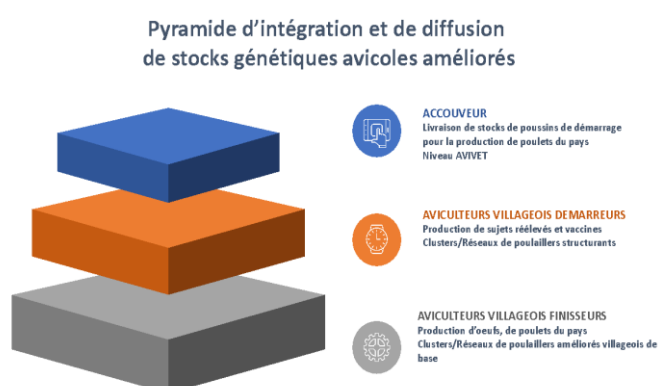 Pyramide d’intégration et de diffusion
de stocks génétiques avicoles améliorés
ACCOUVEUR
Livraison de stocks de poussins de démarrage
pour la production de poulets du pays
Niveau AVIVET
AVICULTEURS VILLAGEOIS DEMARREURS
Production de sujets réélevés et vaccines
Clusters/Réseaux de poulaillers structurants
AVICULTEURS VILLAGEOIS FINISSEURS
Production d’oeufs, de poulets du pays
Clusters/Réseaux de poulaillers améliorés villageois de
base